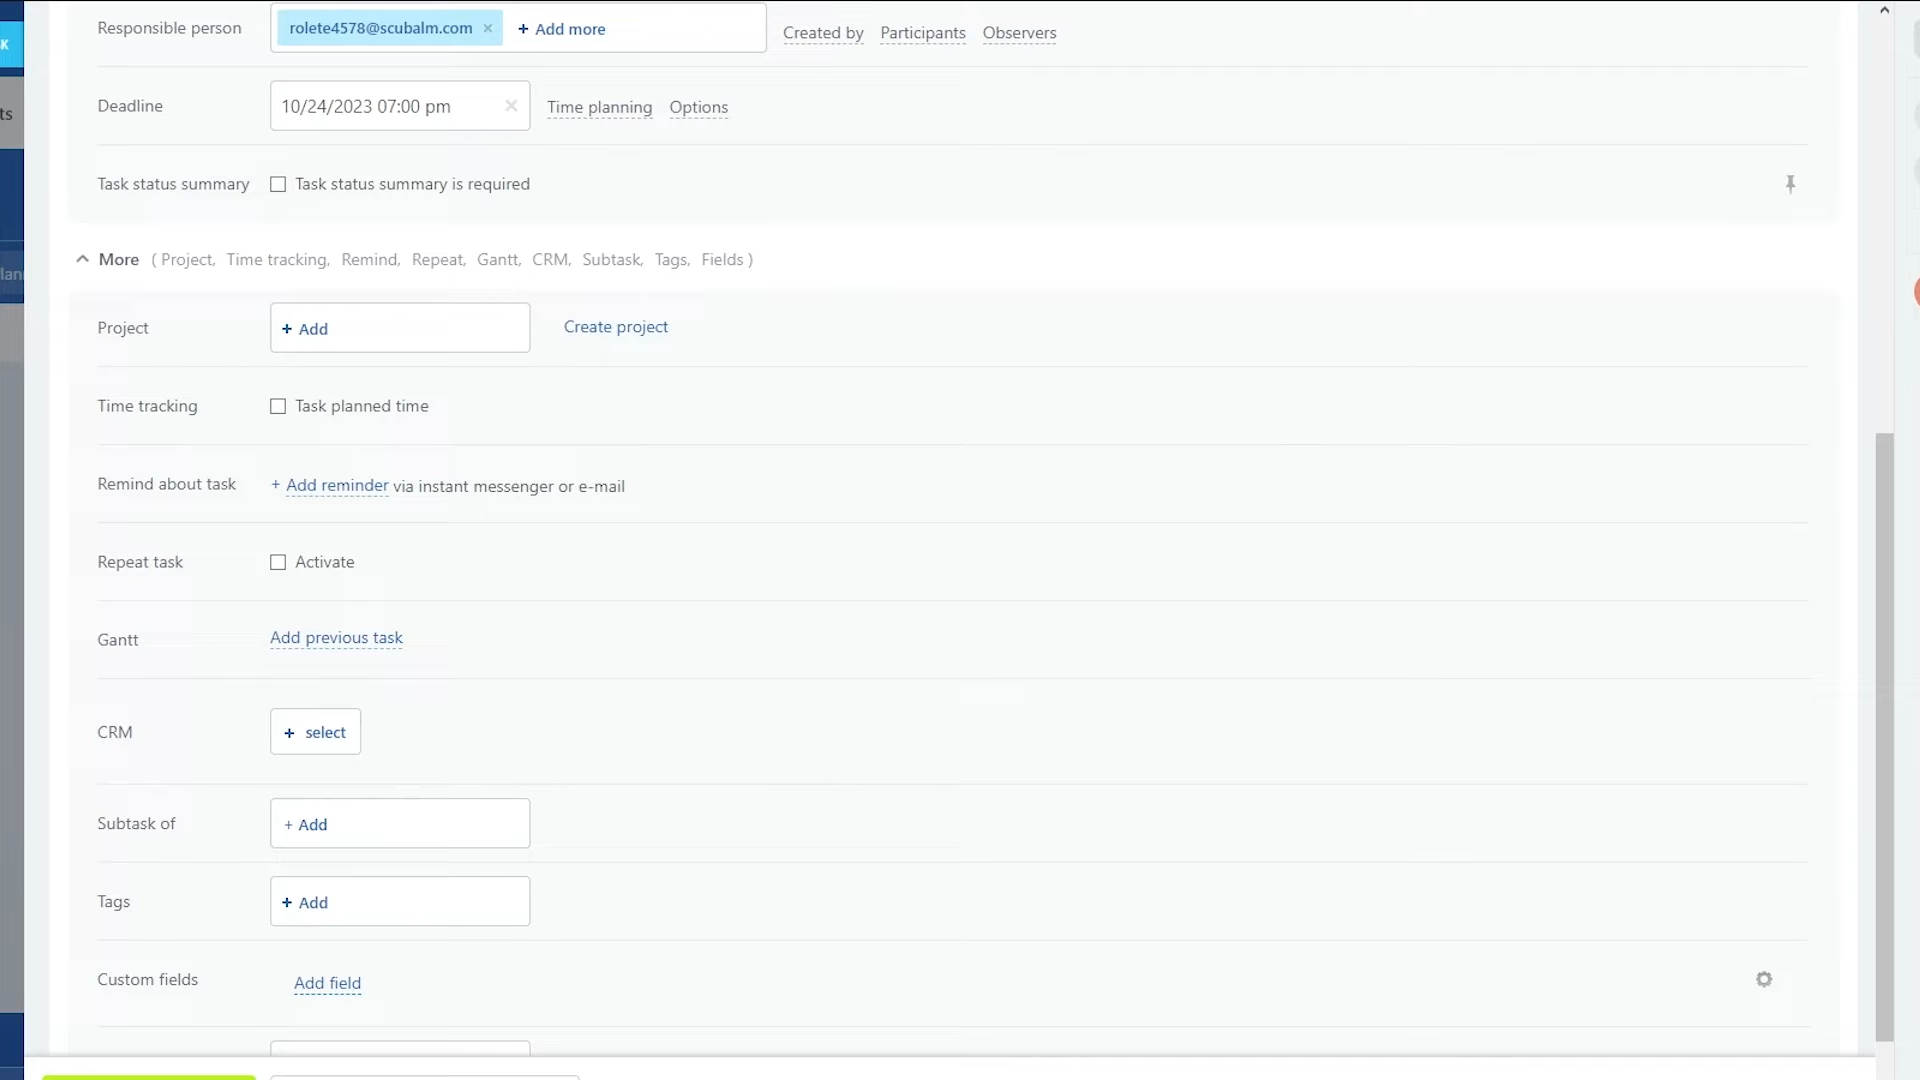 Responsible person rolete4578@scubalm.com × + Add more Created by Participants Observers
K
Deadline 10/24/2023 07:00 pm × Time planning Options
ts
Task status summary Task status summary is required
More ( Project, Time tracking, Remind, Repeat, Gantt, CRM, Subtask, Tags, Fields )
lann
Project + Add Create project
Time tracking Task planned time
Remind about task + Add reminder via instant messenger or e-mail
Repeat task Activate
Gantt Add previous task
CRM + select
Subtask of + Add
Tags + Add
Custom fields Add field